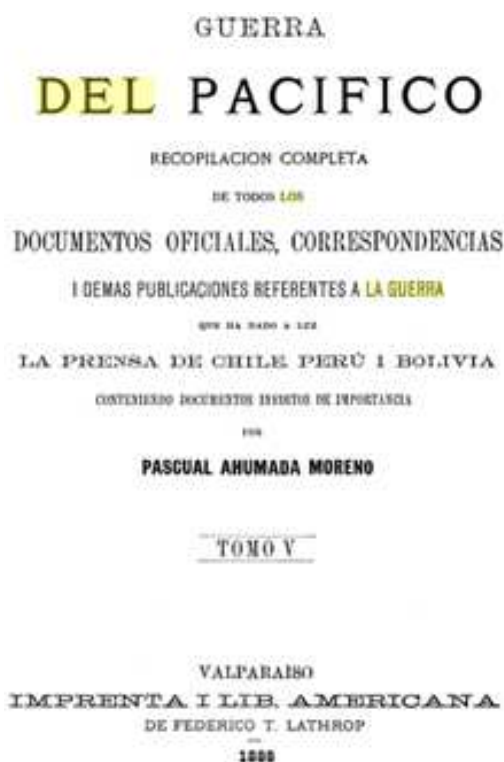 GUERRA
DEL PACIFICO
RECOPILACION COMPLETA
DE TODOS LOS
DOCUMENTOS OFICIALES, CORRESPONDENCIAS
I DEMAS PUBLICACIONES REFERENTES A LA GUERRA
QUE HA DADO A LUZ
LA PRENSA DE CHILE PERÚ I BOLIVIA
CONTENIENDO DOCUMENTOS INEDITOS DE IMPORTANCIA
POR
PASCUAL AHUMADA MORENO
TOMO V
VALPARAISO
IMPRENTA I LIB. AMERICANA
DE FEDERICO T. LATHROP